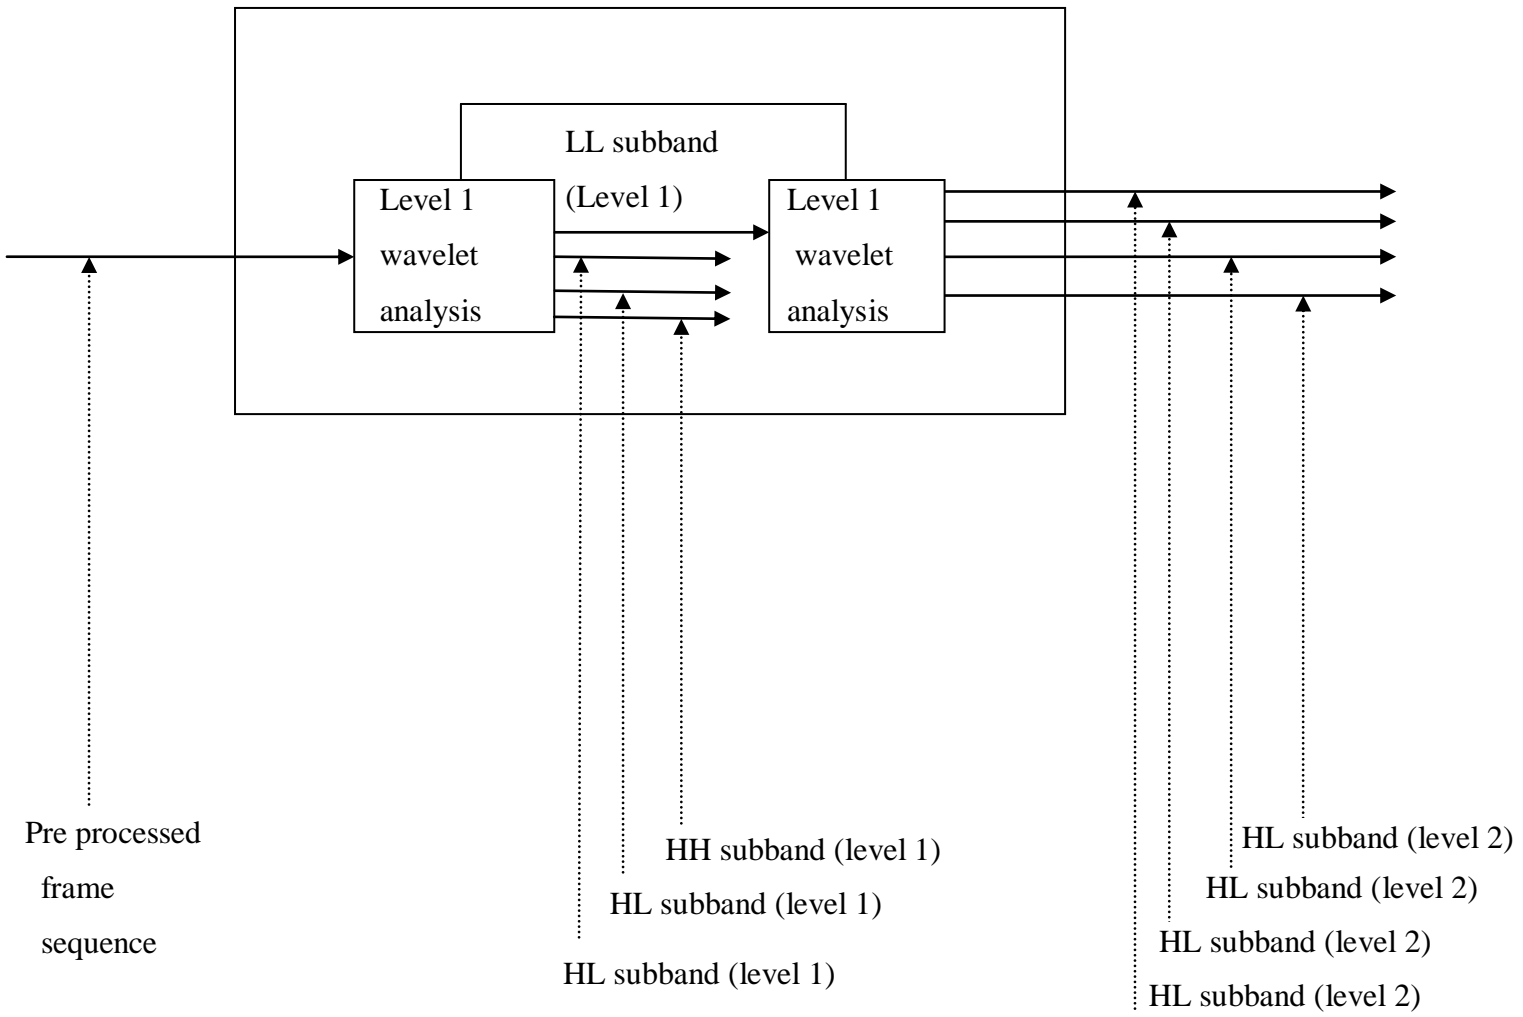 LL subband
(Level 1)
Level 1
wavelet
analysis
Level 1
wavelet
analysis
Pre processed
frame
sequence
HH subband (level 1)
HL subband (level 1)
HL subband (level 1)
HL subband (level 2)
HL subband (level 2)
HL subband (level 2)
HL subband (level 2)